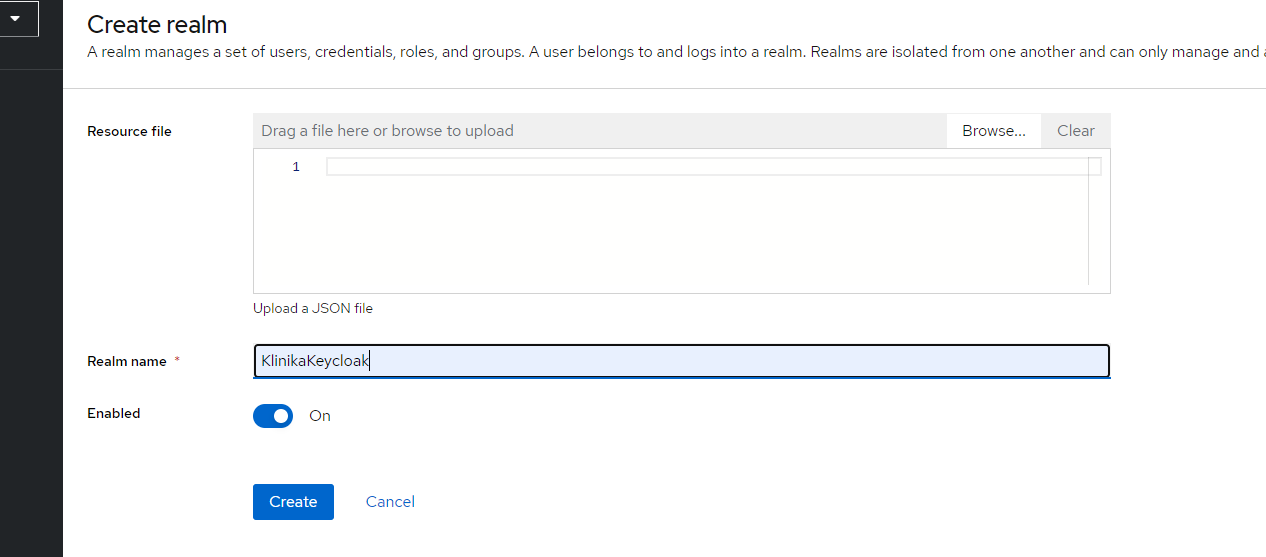 Create realm
A realm manages a set of users, credentials, roles, and groups. A user belongs to and logs into a realm. Realms are isolated from one another and can only manage and
Resource file
Drag a file here or browse to upload
Browse...
Clear
1
Upload a JSON file
Realm name *
KlinikaKeycloak
Enabled
On
Create
Cancel